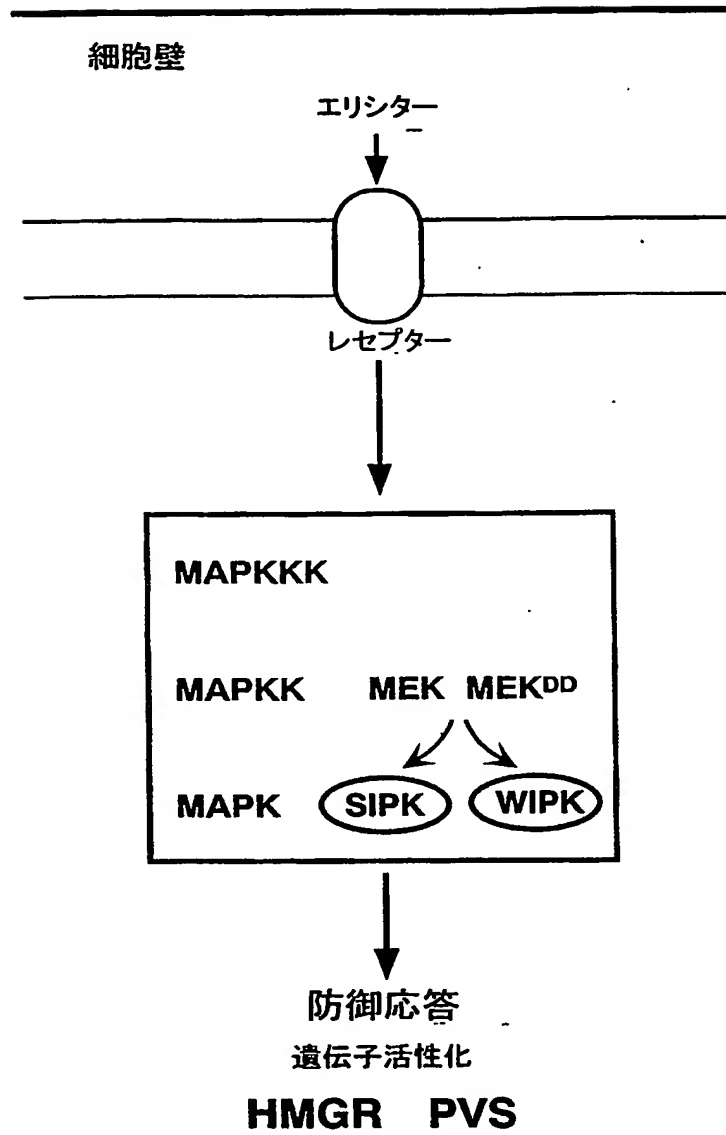 細胞壁
エリシター
レセプター
MAPKKK
MAPKK MEK MEKDD
MAPK SIPK WIPK
防御応答
遺伝子活性化
HMGR PVS